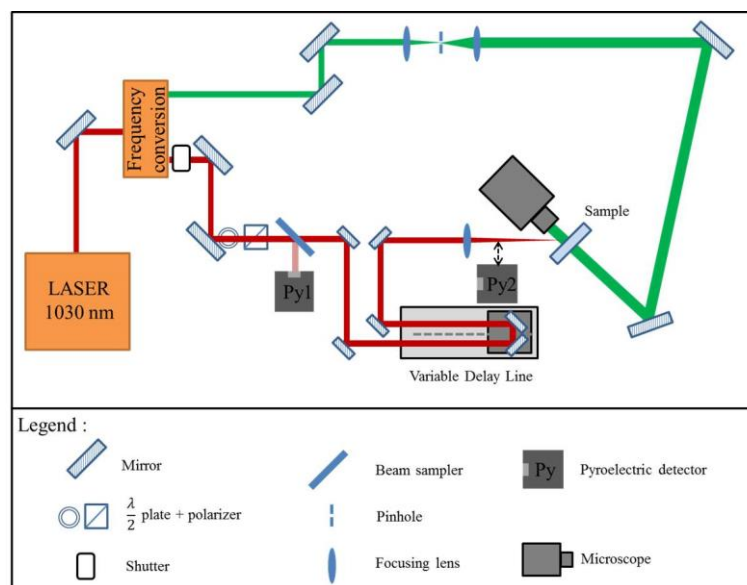 Frequency
conversion
LASER
1030 nm
Py1
Sample
Py2
Variable Delay Line
Legend :
Mirror
Beam sampler
Py
Pyroelectric detector
λ/2 plate + polarizer
Pinhole
Shutter
Focusing lens
Microscope